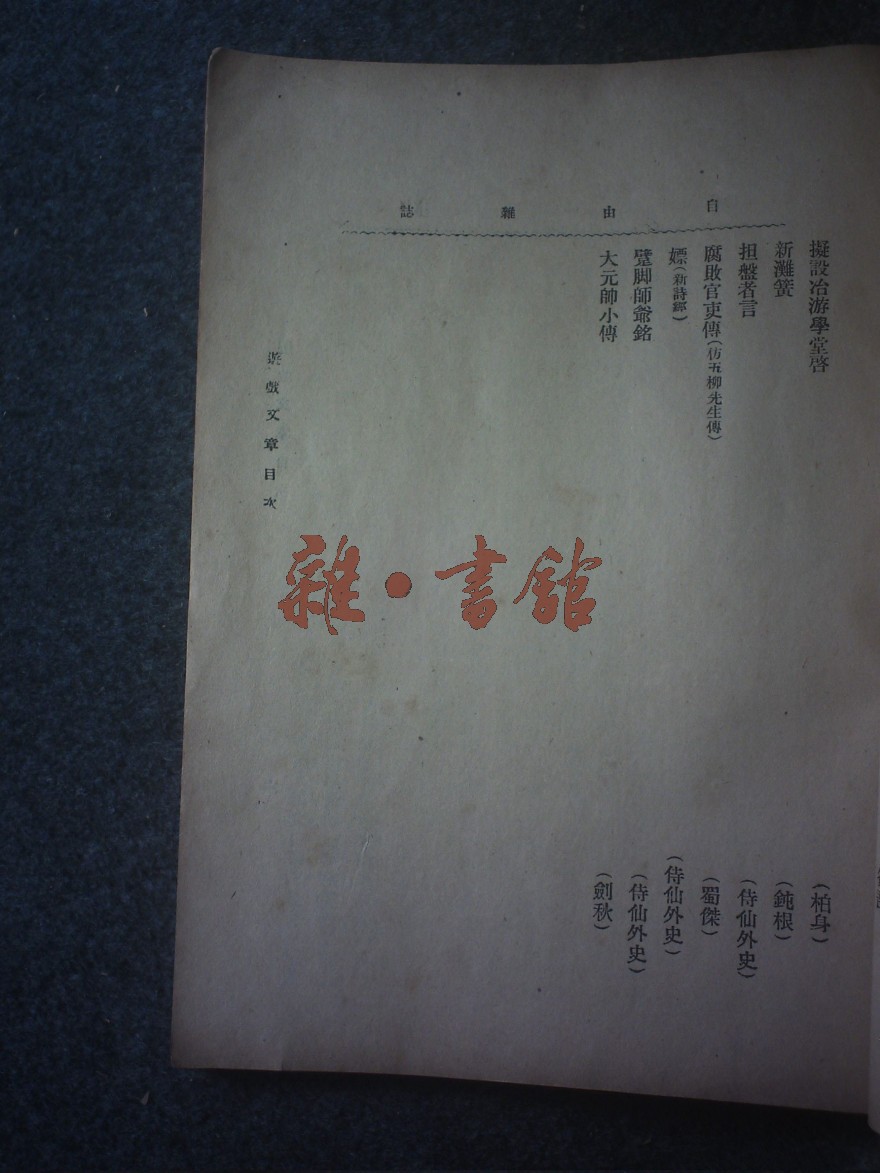 自由雜誌
擬設冶游學堂啓 (柏身)
新灘簧 (鈍根)
担盤者言 (侍仙外史)
腐敗官吏傳(仿五柳先生傳) (蜀傑)
嫖(新詩經) (侍仙外史)
蹩脚師爺銘 (侍仙外史)
大元帥小傳 (劍秋)
遊戲文章目次
雜·書館